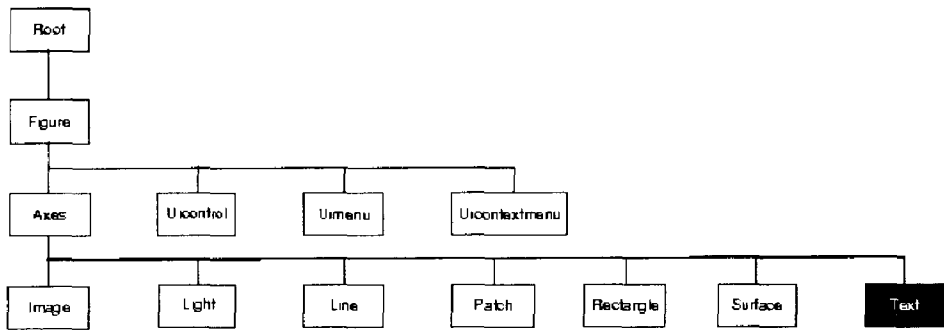 Root
Figure
Axes Uicontrol Uimenu Uicontextmenu
Image Light Line Patch Rectangle Surface Text